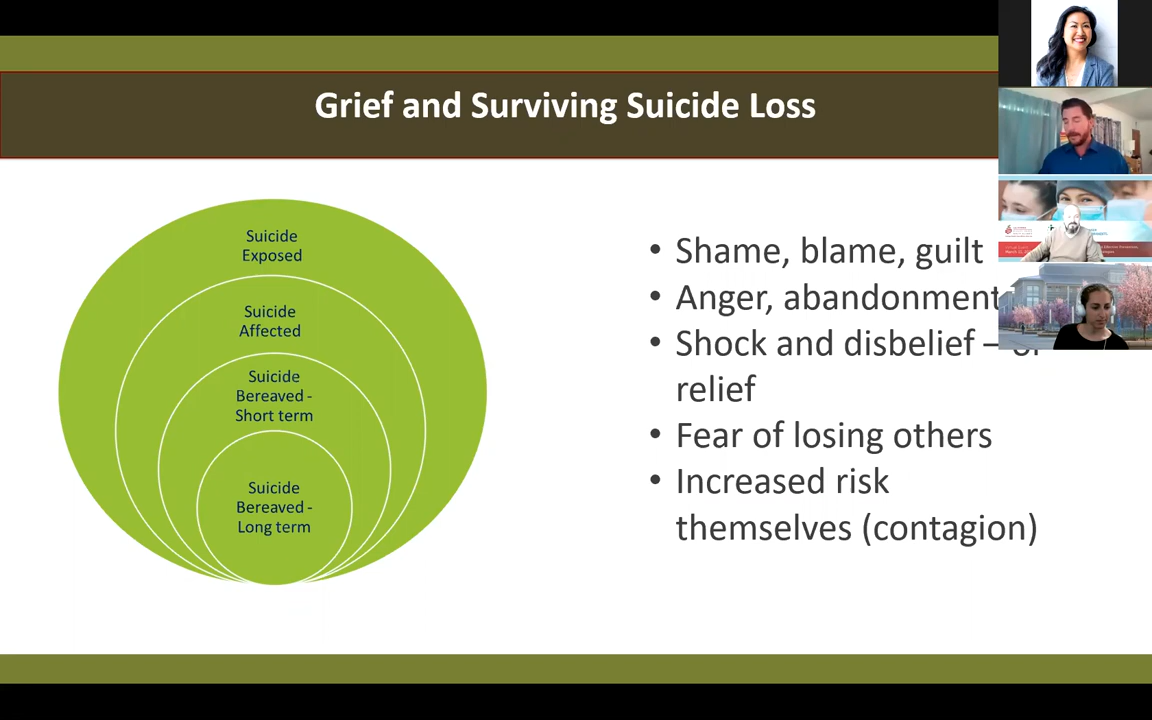 Grief and Surviving Suicide Loss
Suicide
Exposed
Suicide
Affected
Suicide
Bereaved -
Short term
Suicide
Bereaved -
Long term
• Shame, blame, guilt
• Anger, abandonment
• Shock and disbelief –
relief
• Fear of losing others
• Increased risk
themselves (contagion)